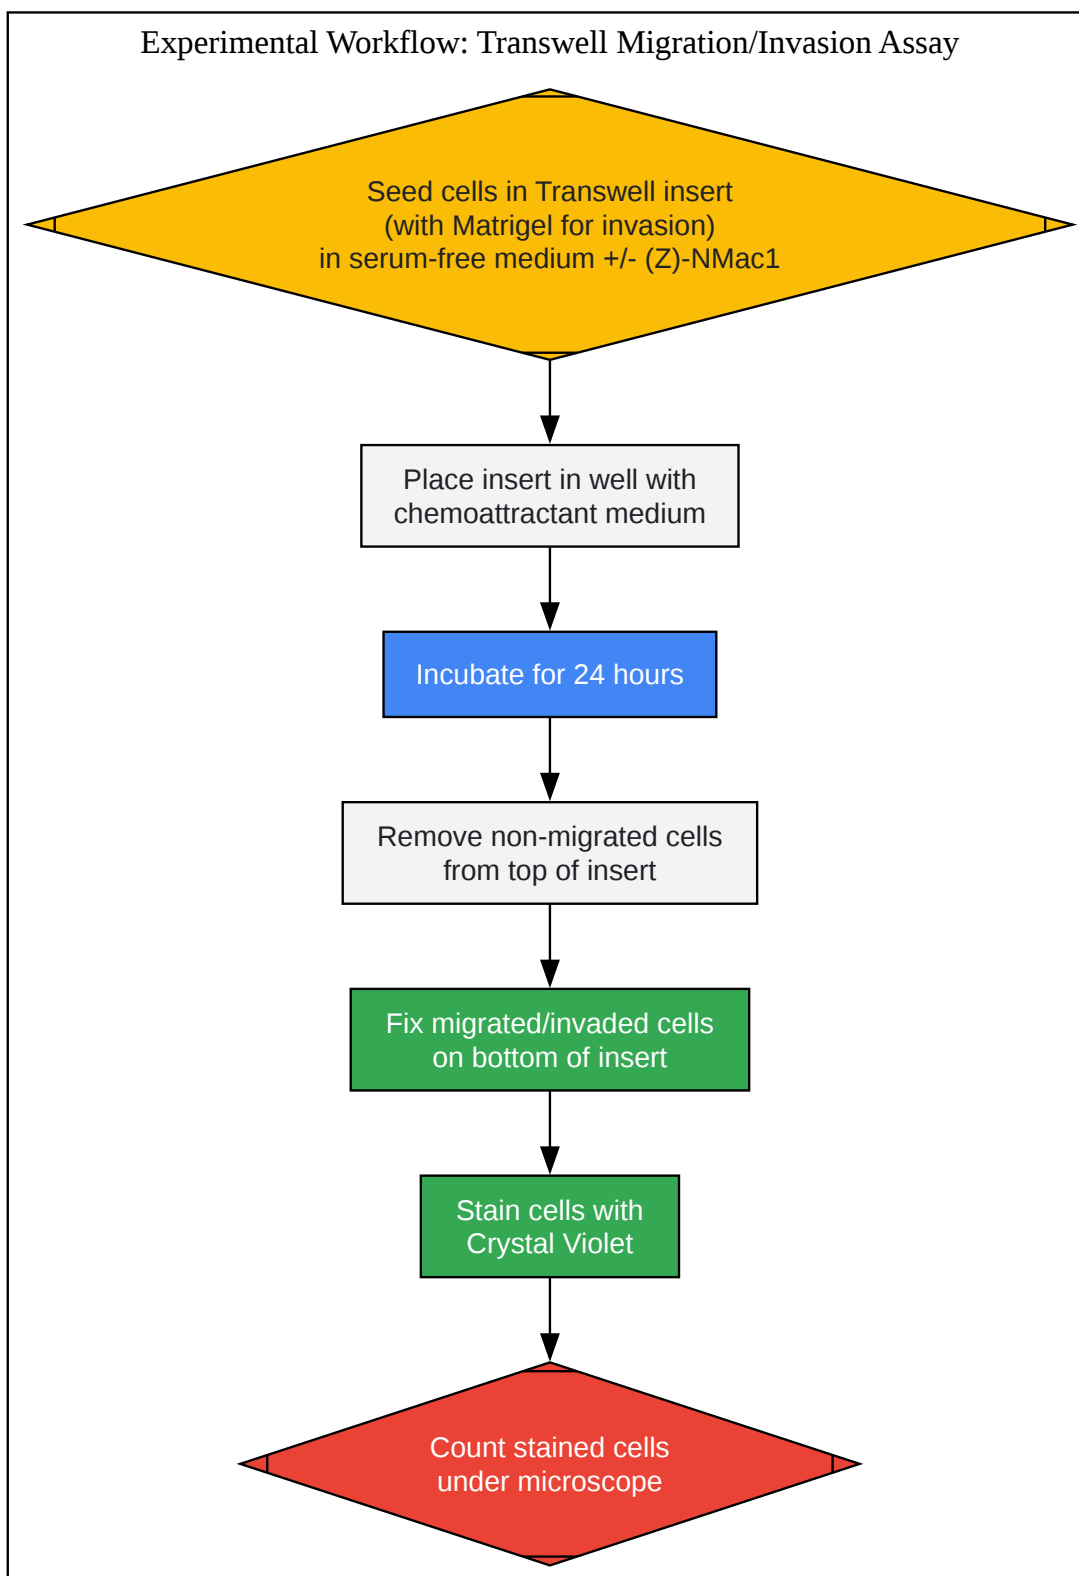 Experimental Workflow: Transwell Migration/Invasion Assay
Seed cells in Transwell insert
(with Matrigel for invasion)
in serum-free medium +/- (Z)-NMac1
Place insert in well with
chemoattractant medium
Incubate for 24 hours
Remove non-migrated cells
from top of insert
Fix migrated/invaded cells
on bottom of insert
Stain cells with
Crystal Violet
Count stained cells
under microscope